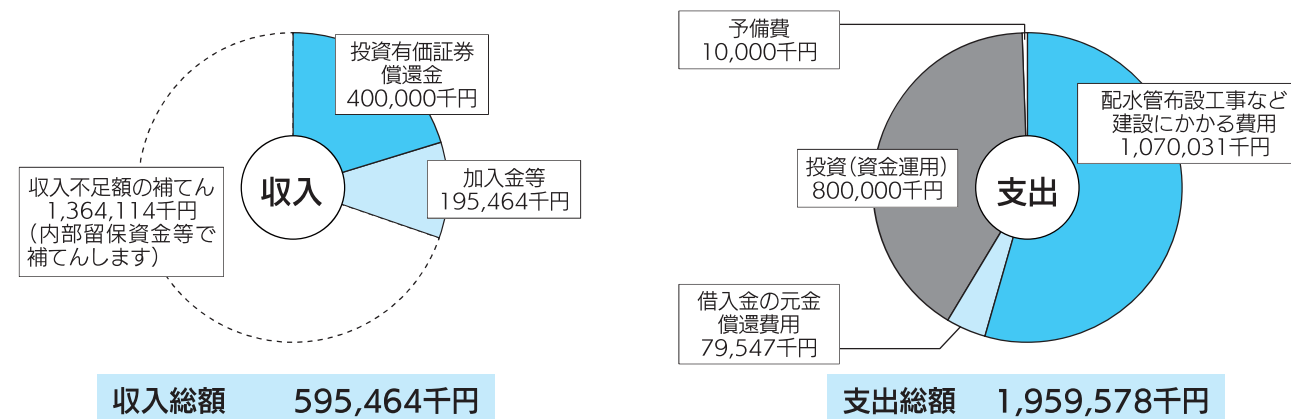 投資有価証券
償還金
400,000千円
加入金等
195,464千円
収入不足額の補てん
1,364,114千円
（内部留保資金等で
補てんします）
収入
収入総額　595,464千円
予備費
10,000千円
配水管布設工事など
建設にかかる費用
1,070,031千円
投資（資金運用）
800,000千円
支出
借入金の元金
償還費用
79,547千円
支出総額　1,959,578千円